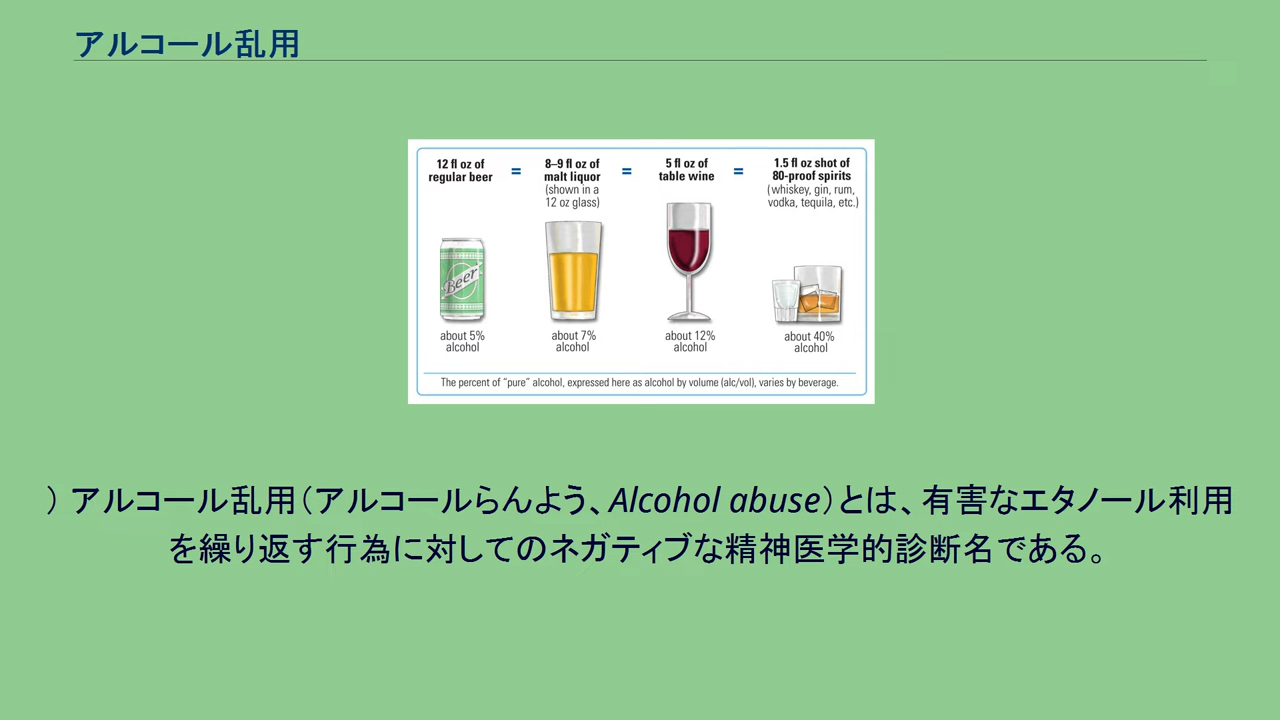 アルコール乱用
12 fl oz of
regular beer
=
8–9 fl oz of
malt liquor
(shown in a
12 oz glass)
=
5 fl oz of
table wine
=
1.5 fl oz shot of
80-proof spirits
(whiskey, gin, rum,
vodka, tequila, etc.)
Beer
about 5%
alcohol
about 7%
alcohol
about 12%
alcohol
about 40%
alcohol
The percent of “pure” alcohol, expressed here as alcohol by volume (alc/vol), varies by beverage.
）アルコール乱用（アルコールらんよう、Alcohol abuse）とは、有害なエタノール利用
を繰り返す行為に対してのネガティブな精神医学的診断名である。